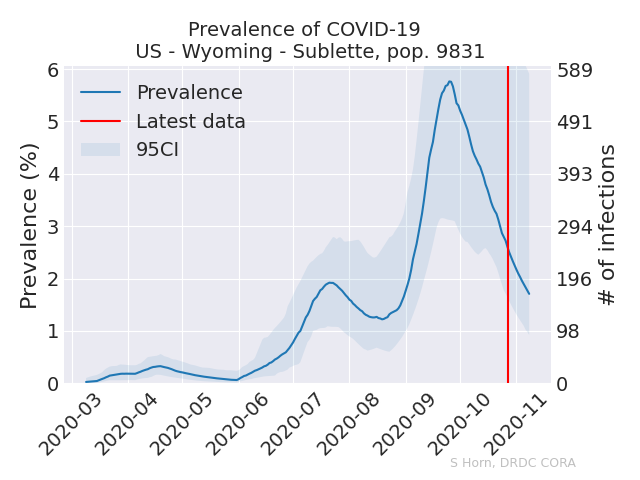 Prevalence of COVID-19
US - Wyoming - Sublette, pop. 9831
Prevalence (%)
6
5
4
3
2
1
0
Prevalence
Latest data
95CI
589
491
393
294
196
98
0
# of infections
2020-03
2020-04
2020-05
2020-06
2020-07
2020-08
2020-09
2020-10
2020-11
S Horn, DRDC CORA